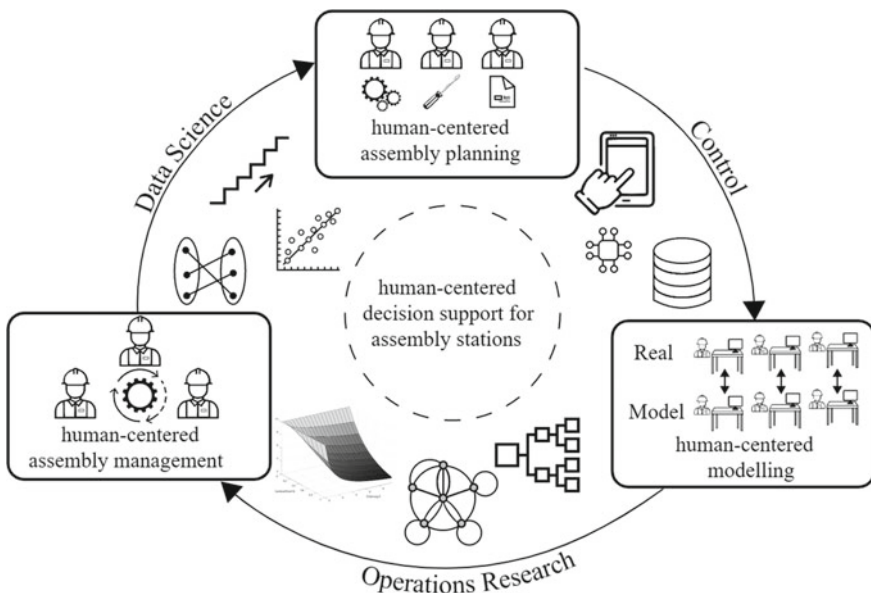 human-centered
assembly planning
Data Science
Control
human-centered
decision support for
assembly stations
human-centered
assembly management
Real
Model
human-centered
modelling
Operations Research